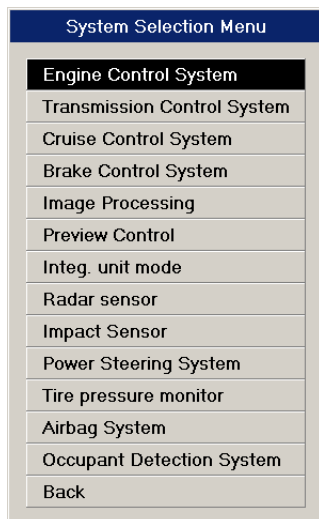 System Selection Menu
Engine Control System
Transmission Control System
Cruise Control System
Brake Control System
Image Processing
Preview Control
Integ. unit mode
Radar sensor
Impact Sensor
Power Steering System
Tire pressure monitor
Airbag System
Occupant Detection System
Back